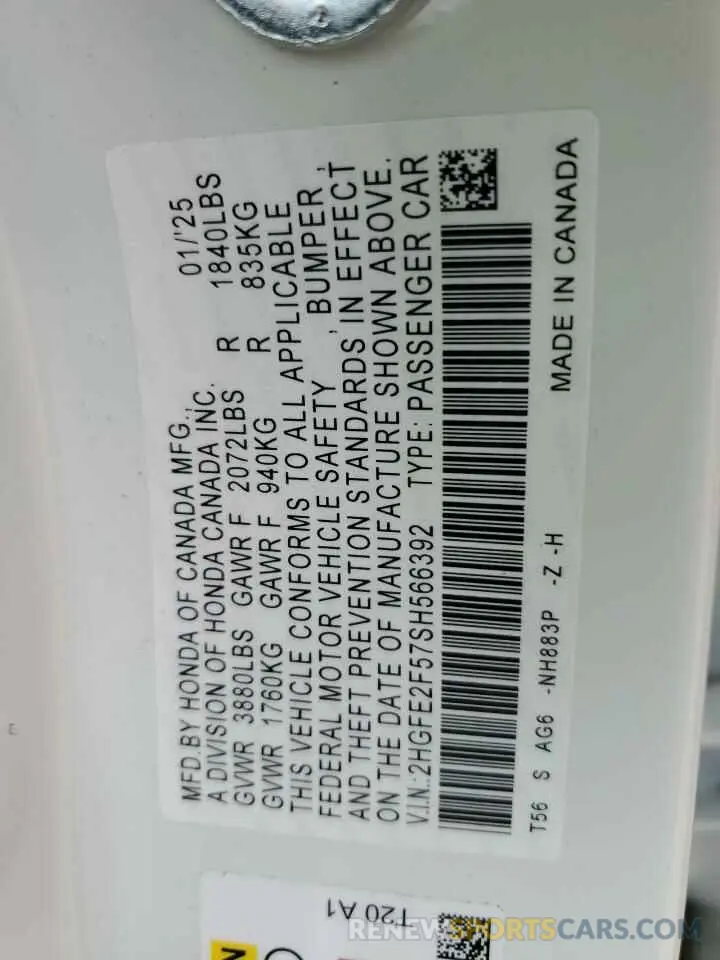 MFD.BY HONDA OF CANADA MFG., 01/'25
A DIVISION OF HONDA CANADA INC.
GVWR 3880LBS GAWR F 2072LBS R 1840LBS
GVWR 1760KG GAWR F 940KG R 835KG
THIS VEHICLE CONFORMS TO ALL APPLICABLE
FEDERAL MOTOR VEHICLE SAFETY , BUMPER ,
AND THEFT PREVENTION STANDARDS IN EFFECT
ON THE DATE OF MANUFACTURE SHOWN ABOVE.
V.I.N.:2HGFE2F57SH566392 TYPE: PASSENGER CAR
T56 S AG6 -NH883P -Z -H
MADE IN CANADA
T20 A1
RENEWSPORTSCARS.COM